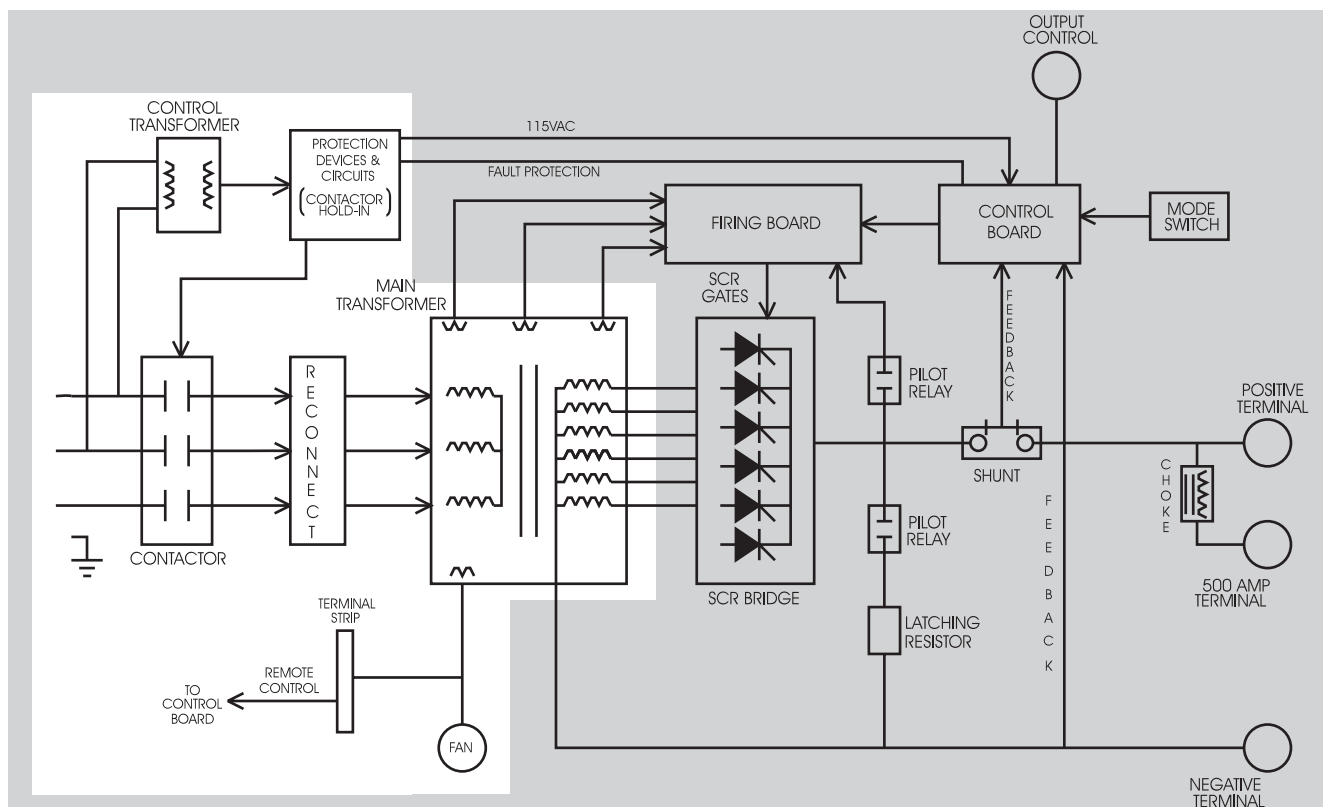 OUTPUT
CONTROL
CONTROL
TRANSFORMER
PROTECTION
DEVICES &
CIRCUITS
(CONTACTOR
HOLD-IN)
115VAC
FAULT PROTECTION
FIRING BOARD
CONTROL
BOARD
MODE
SWITCH
MAIN
TRANSFORMER
SCR
GATES
FEEDBACK
RECONNECT
PILOT
RELAY
POSITIVE
TERMINAL
SHUNT
CHOKE
CONTACTOR
PILOT
RELAY
FEEDBACK
500 AMP
TERMINAL
SCR BRIDGE
TERMINAL
STRIP
LATCHING
RESISTOR
REMOTE
CONTROL
TO
CONTROL
BOARD
FAN
NEGATIVE
TERMINAL